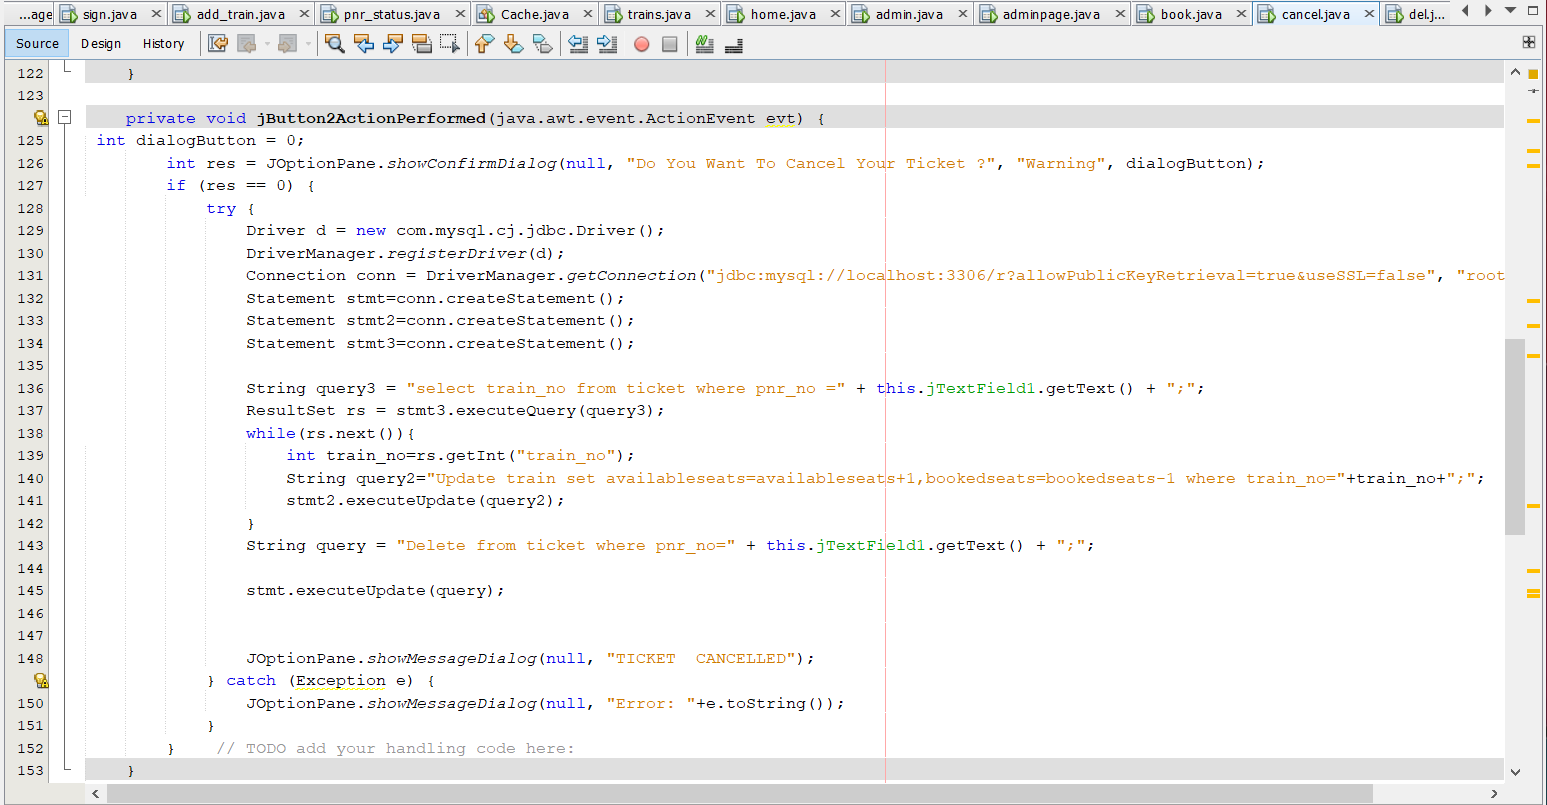 ...age sign.java add_train.java pnr_status.java Cache.java trains.java home.java admin.java adminpage.java book.java cancel.java del.j...
Source Design History
122 }
123
private void jButton2ActionPerformed(java.awt.event.ActionEvent evt) {
125 int dialogButton = 0;
126 int res = JOptionPane.showConfirmDialog(null, "Do You Want To Cancel Your Ticket ?", "Warning", dialogButton);
127 if (res == 0) {
128 try {
129 Driver d = new com.mysql.cj.jdbc.Driver();
130 DriverManager.registerDriver(d);
131 Connection conn = DriverManager.getConnection("jdbc:mysql://localhost:3306/r?allowPublicKeyRetrieval=true&useSSL=false", "root
132 Statement stmt=conn.createStatement();
133 Statement stmt2=conn.createStatement();
134 Statement stmt3=conn.createStatement();
135
136 String query3 = "select train_no from ticket where pnr_no =" + this.jTextField1.getText() + ";";
137 ResultSet rs = stmt3.executeQuery(query3);
138 while(rs.next()){
139 int train_no=rs.getInt("train_no");
140 String query2="Update train set availableseats=availableseats+1,bookedseats=bookedseats-1 where train_no="+train_no+";";
141 stmt2.executeUpdate(query2);
142 }
143 String query = "Delete from ticket where pnr_no=" + this.jTextField1.getText() + ";";
144
145 stmt.executeUpdate(query);
146
147
148 JOptionPane.showMessageDialog(null, "TICKET  CANCELLED");
} catch (Exception e) {
150 JOptionPane.showMessageDialog(null, "Error: "+e.toString());
151 }
152 } // TODO add your handling code here:
153 }